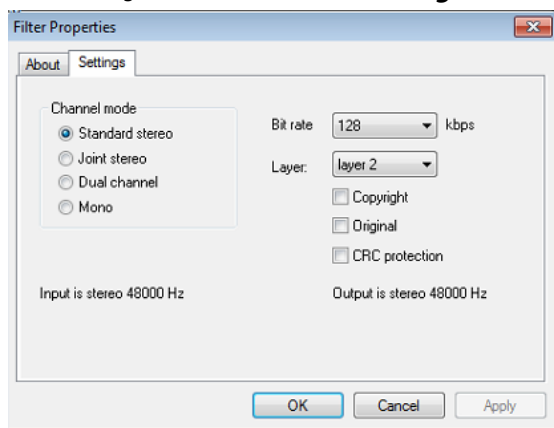 Filter Properties
About Settings
Channel mode
Standard stereo
Joint stereo
Dual channel
Mono
Bit rate 128 kbps
Layer: layer 2
Copyright
Original
CRC protection
Input is stereo 48000 Hz
Output is stereo 48000 Hz
OK Cancel Apply